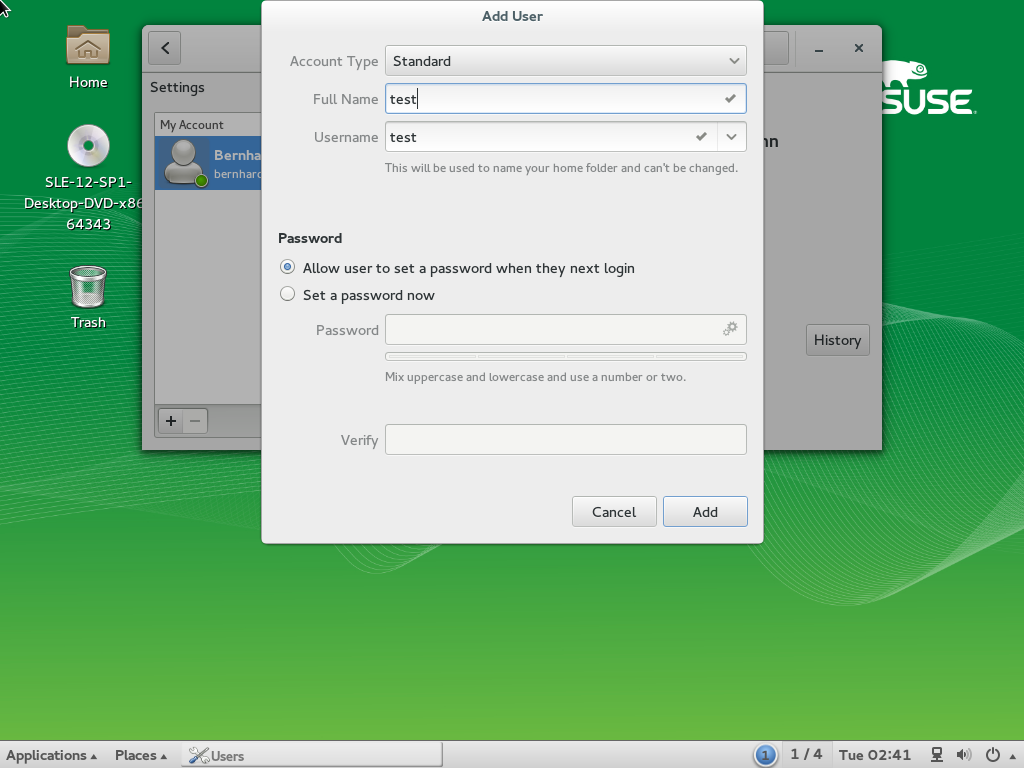 Add User
Account Type Standard
Full Name test
Username test
This will be used to name your home folder and can't be changed.
Password
Allow user to set a password when they next login
Set a password now
Password
Mix uppercase and lowercase and use a number or two.
Verify
Cancel Add
Settings
My Account
Bernha
bernhard
nn
History
Home
SLE-12-SP1-
Desktop-DVD-x86
64343
Trash
SUSE
Applications Places Users 1 1 / 4 Tue 02:41